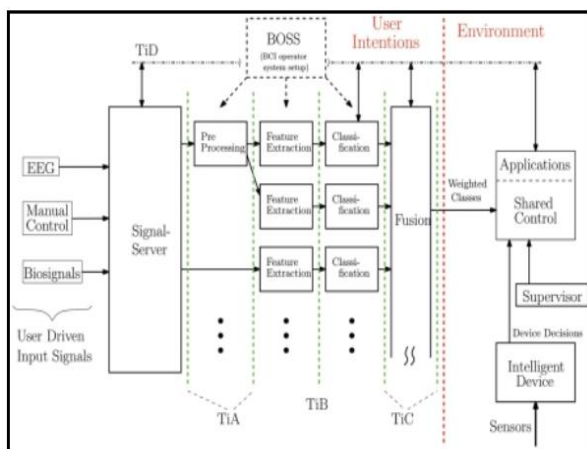 BOSS
(BCI operator
system setup)
TiD
User
Intentions
Environment
EEG
Manual
Control
Biosignals
User Driven
Input Signals
Signal-
Server
Pre
Processing
Feature
Extraction
Classi-
fication
Feature
Extraction
Classi-
fication
Feature
Extraction
Classi-
fication
Fusion
Weighted
Classes
Applications
Shared
Control
Supervisor
Device Decisions
Intelligent
Device
Sensors
TiA
TiB
TiC